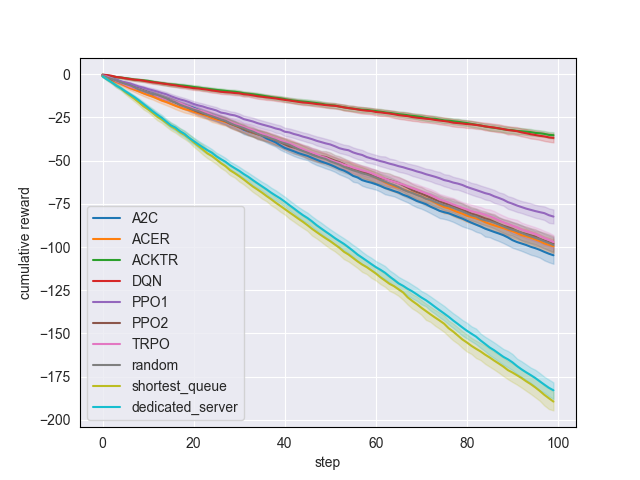 0
−25
−50
−75
−100
−125
−150
−175
−200
cumulative reward
A2C
ACER
ACKTR
DQN
PPO1
PPO2
TRPO
random
shortest_queue
dedicated_server
0 20 40 60 80 100
step